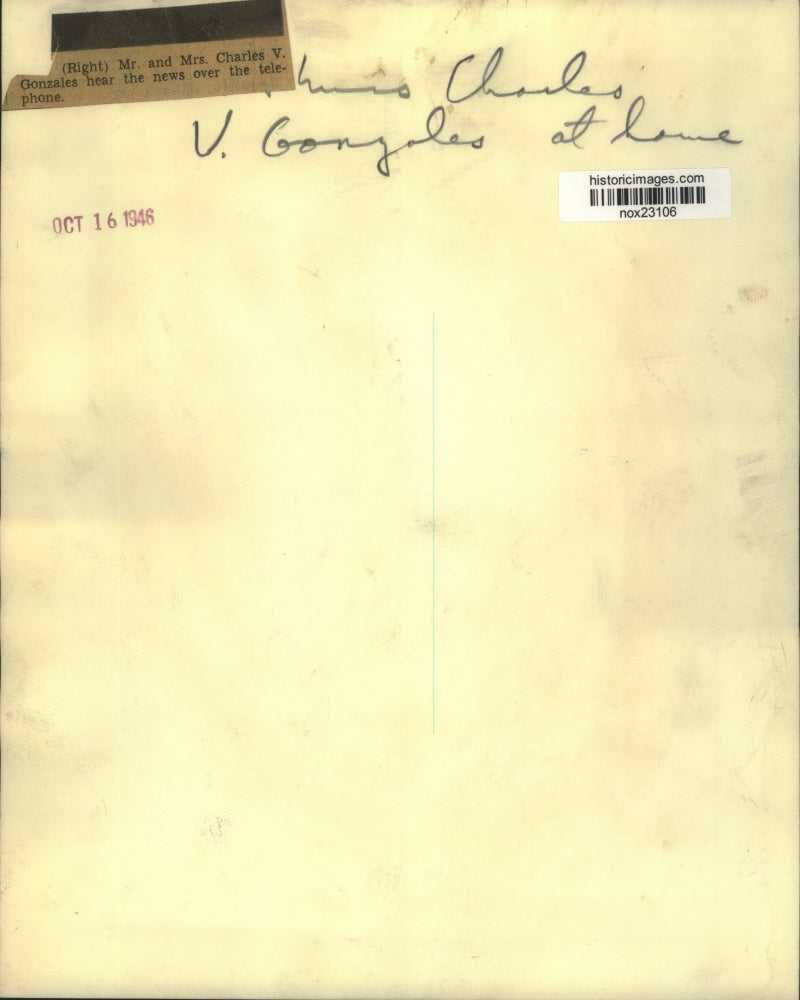 (Right) Mr. and Mrs. Charles V.
Gonzales hear the news over the tele-
phone.
Charles
V. Gonzales at home
historicimages.com
nox23106
OCT 16 1946